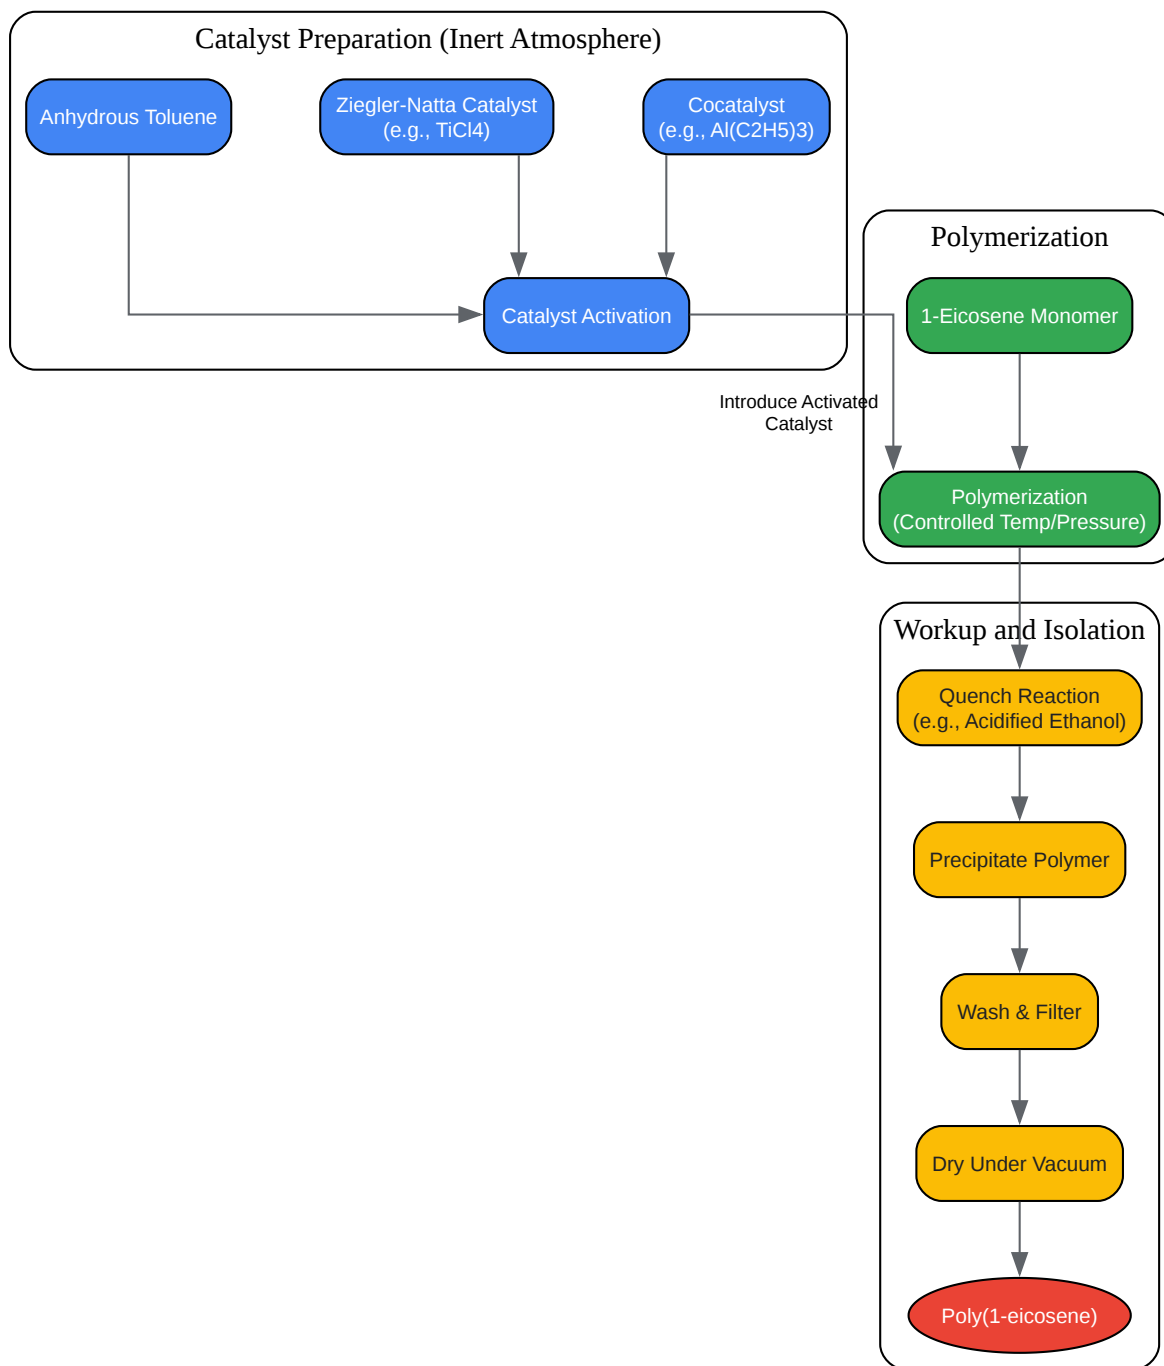 Catalyst Preparation (Inert Atmosphere)
Anhydrous Toluene
Ziegler-Natta Catalyst
(e.g., TiCl4)
Cocatalyst
(e.g., Al(C2H5)3)
Catalyst Activation
Polymerization
1-Eicosene Monomer
Introduce Activated
Catalyst
Polymerization
(Controlled Temp/Pressure)
Workup and Isolation
Quench Reaction
(e.g., Acidified Ethanol)
Precipitate Polymer
Wash & Filter
Dry Under Vacuum
Poly(1-eicosene)